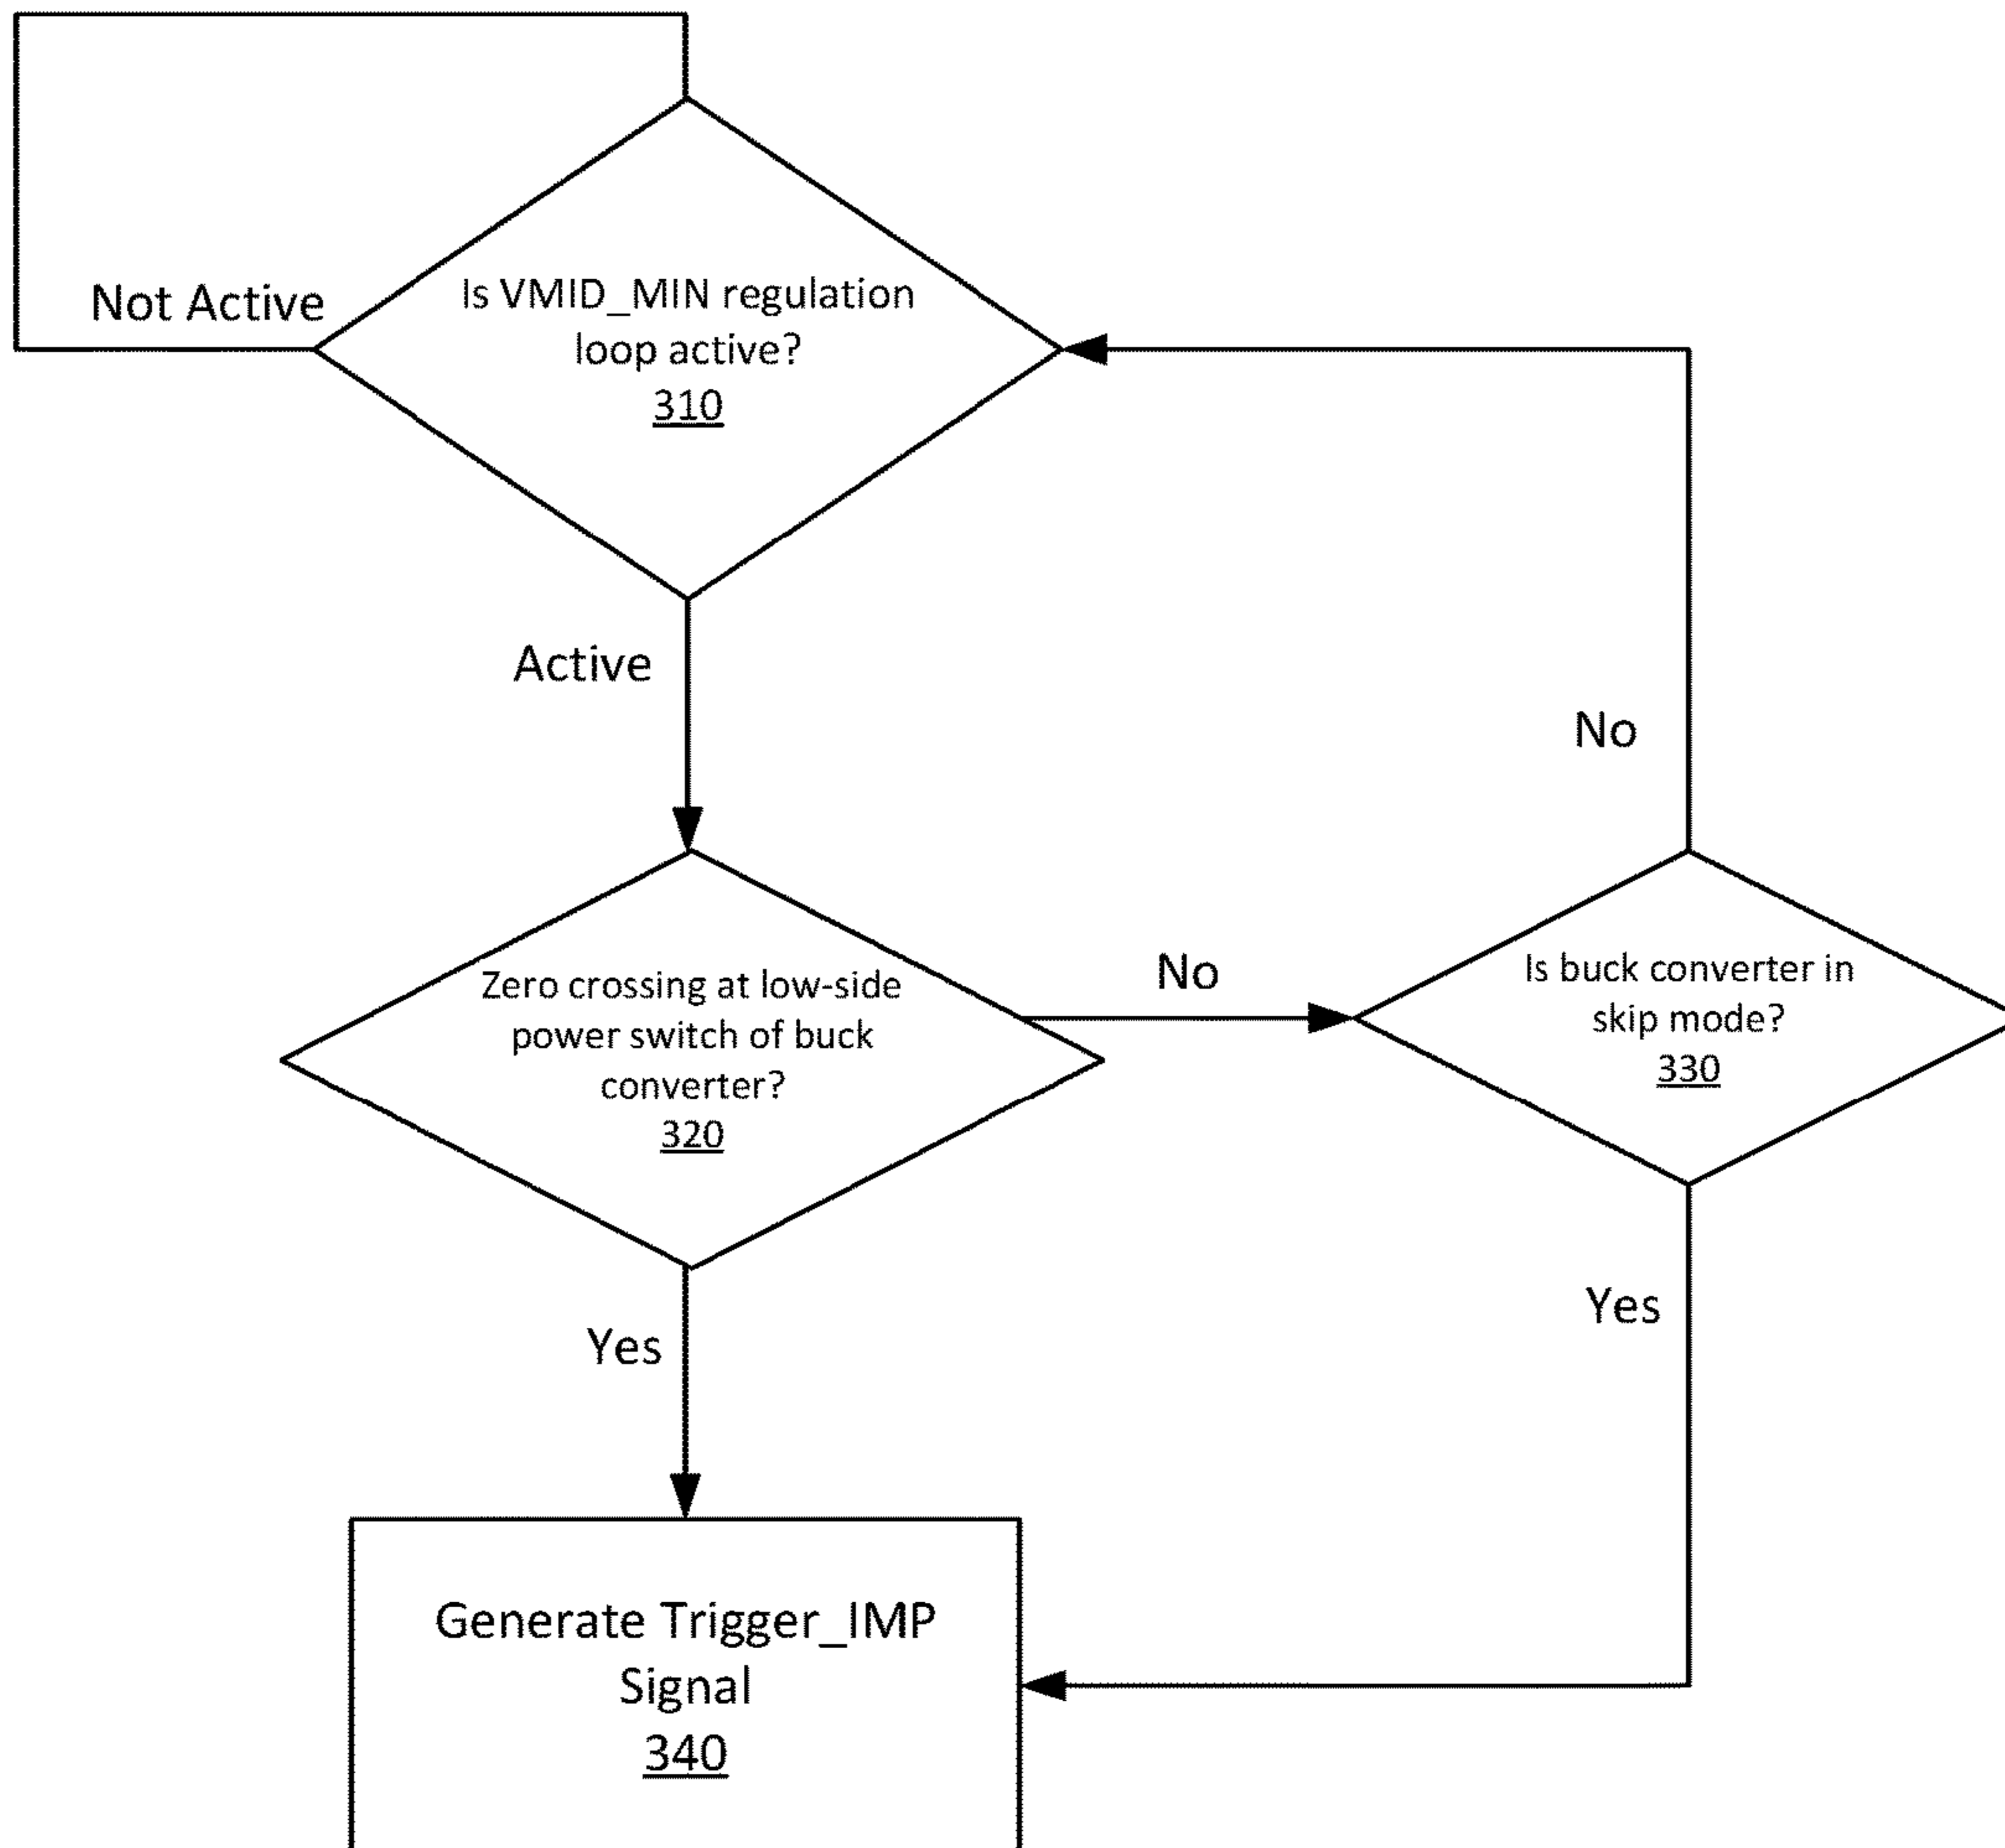 Not Active
Is VMID_MIN regulation
loop active?
310
Active
No
Zero crossing at low-side
power switch of buck
converter?
320
No
Is buck converter in
skip mode?
330
Yes
Yes
Generate Trigger_IMP
Signal
340